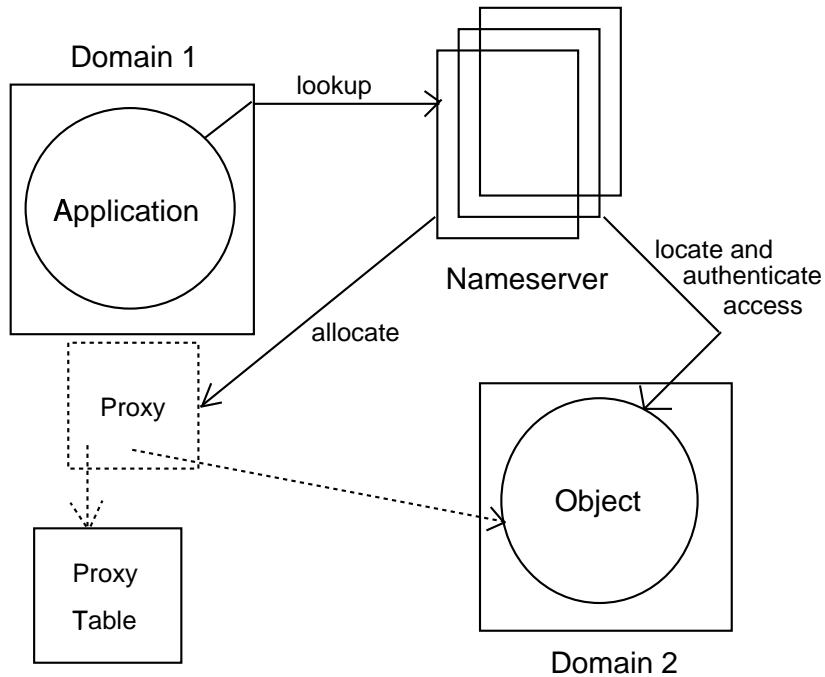 Domain 1
lookup
Application
Nameserver
locate and
authenticate
access
allocate
Proxy
Object
Proxy
Table
Domain 2